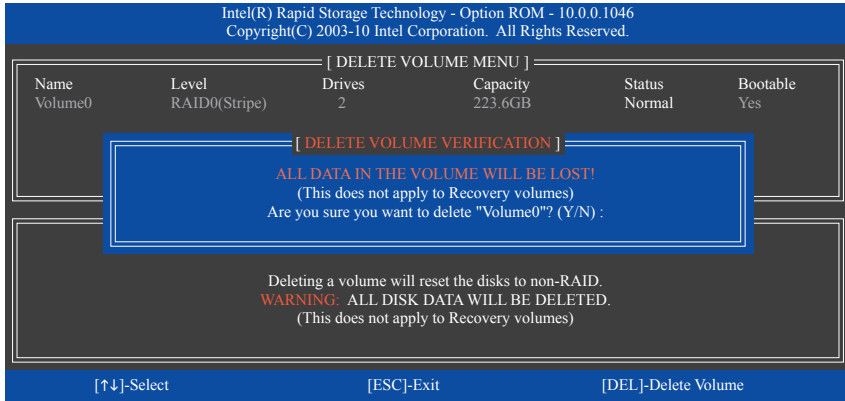 Intel(R) Rapid Storage Technology - Option ROM - 10.0.0.1046
Copyright(C) 2003-10 Intel Corporation. All Rights Reserved.
[ DELETE VOLUME MENU ]
Name Level Drives Capacity Status Bootable
Volume0 RAID0(Stripe) 2 223.6GB Normal Yes
[ DELETE VOLUME VERIFICATION ]
ALL DATA IN THE VOLUME WILL BE LOST!
(This does not apply to Recovery volumes)
Are you sure you want to delete "Volume0"? (Y/N) :
Deleting a volume will reset the disks to non-RAID.
WARNING: ALL DISK DATA WILL BE DELETED.
(This does not apply to Recovery volumes)
[↑↓]-Select [ESC]-Exit [DEL]-Delete Volume